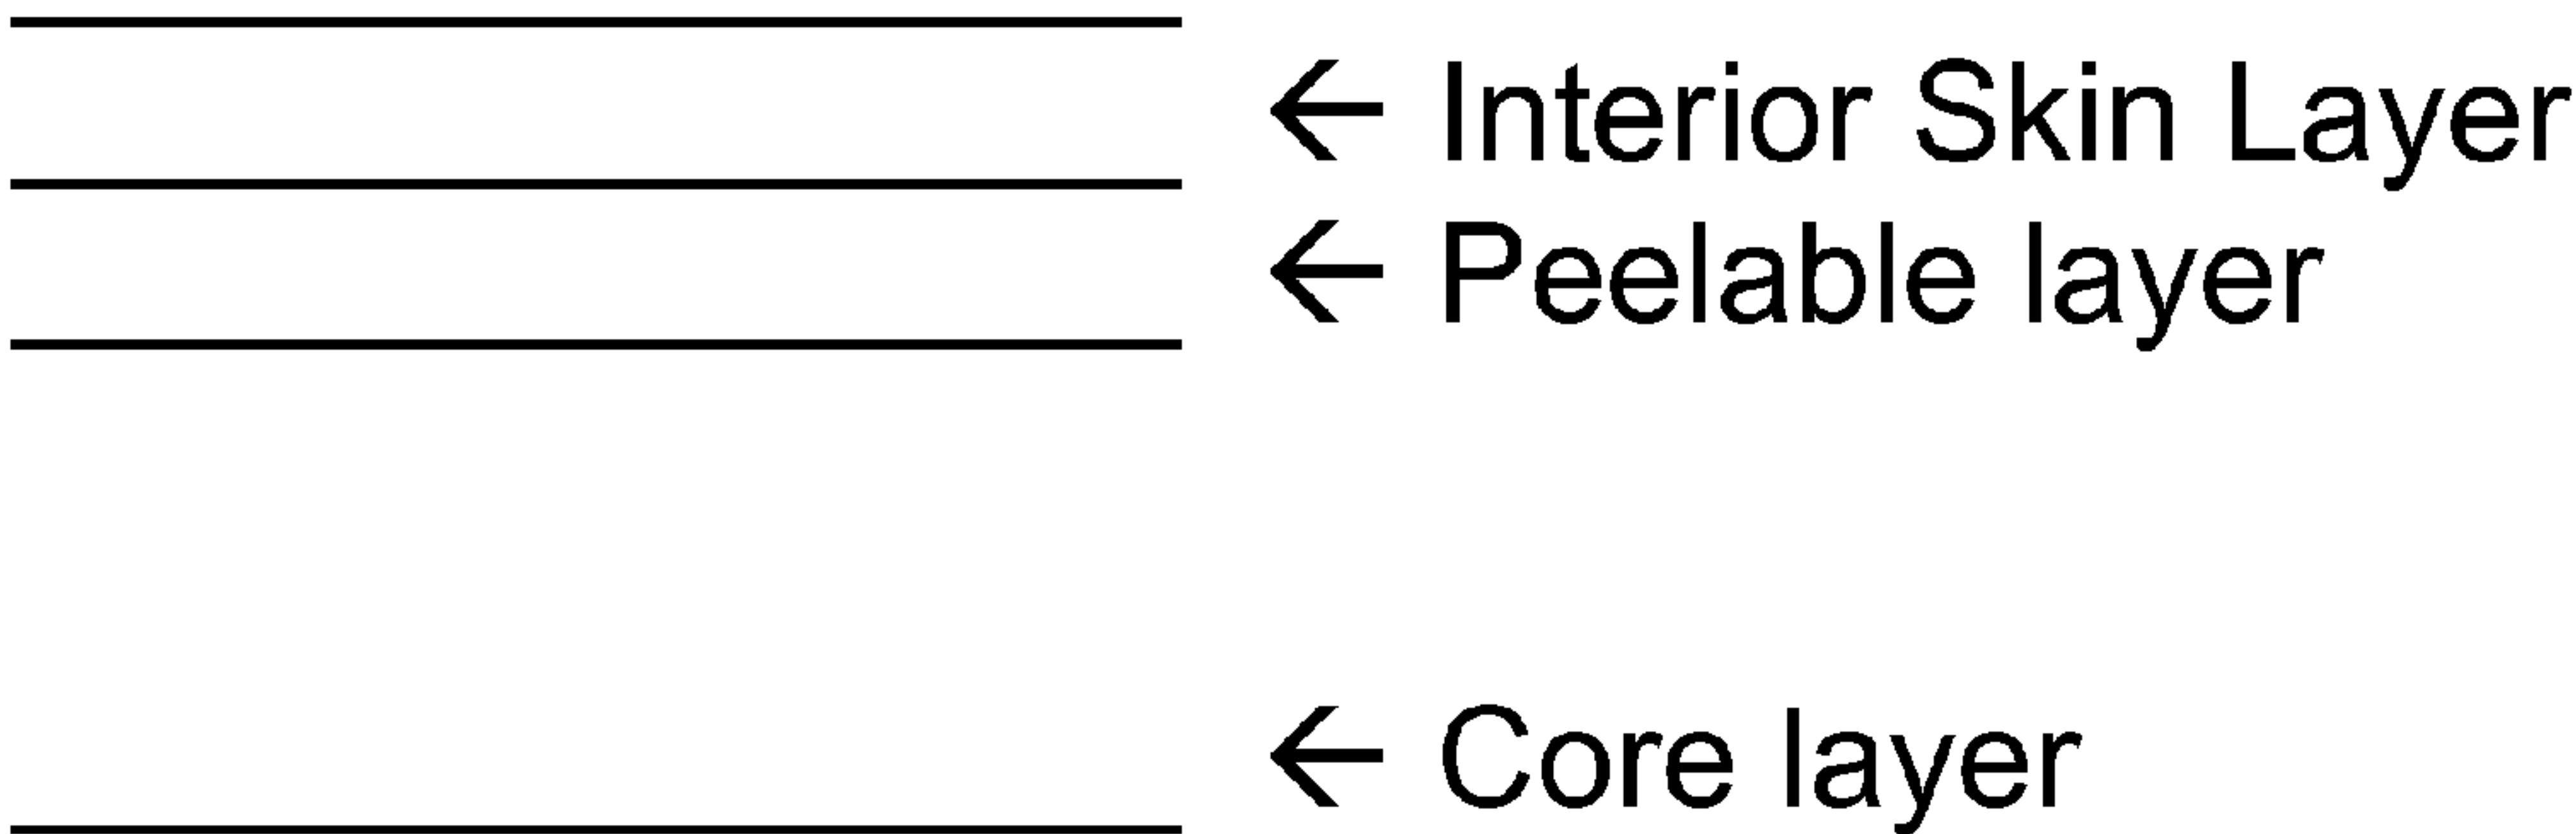 ← Interior Skin Layer
← Peelable layer
← Core layer